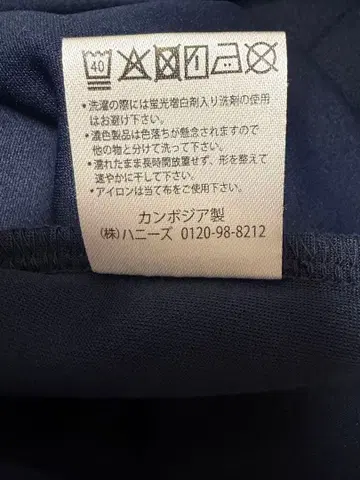 40
•洗濯の際には蛍光増白剤入り洗剤の使用
はお避け下さい。
•濃色製品は色落ちが懸念されますので
他の物と分けて洗って下さい。
•濡れたまま長時間放置せず、形を整えて
速やかに干して下さい。
•アイロンは当て布をご使用下さい。
カンボジア製
(株)ハニーズ 0120-98-8212